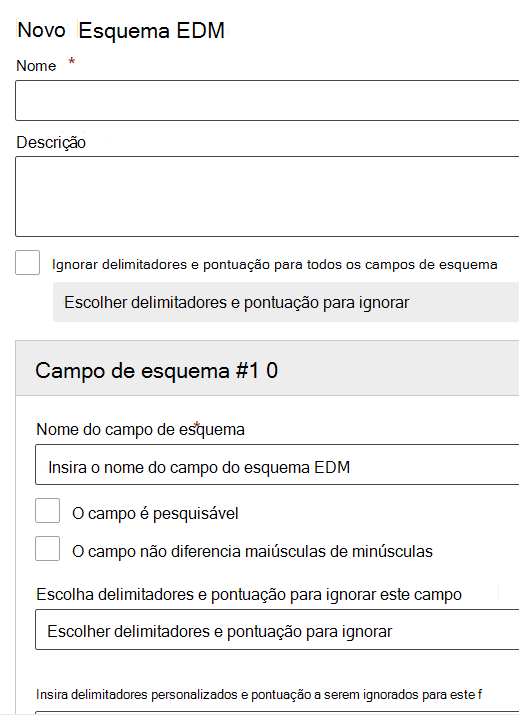 Novo Esquema EDM
Nome *
Descrição
Ignorar delimitadores e pontuação para todos os campos de esquema
Escolher delimitadores e pontuação para ignorar
Campo de esquema #1 0
Nome do campo de esquema *
Insira o nome do campo do esquema EDM
O campo é pesquisável
O campo não diferencia maiúsculas de minúsculas
Escolha delimitadores e pontuação para ignorar este campo
Escolher delimitadores e pontuação para ignorar
Insira delimitadores personalizados e pontuação a serem ignorados para este f